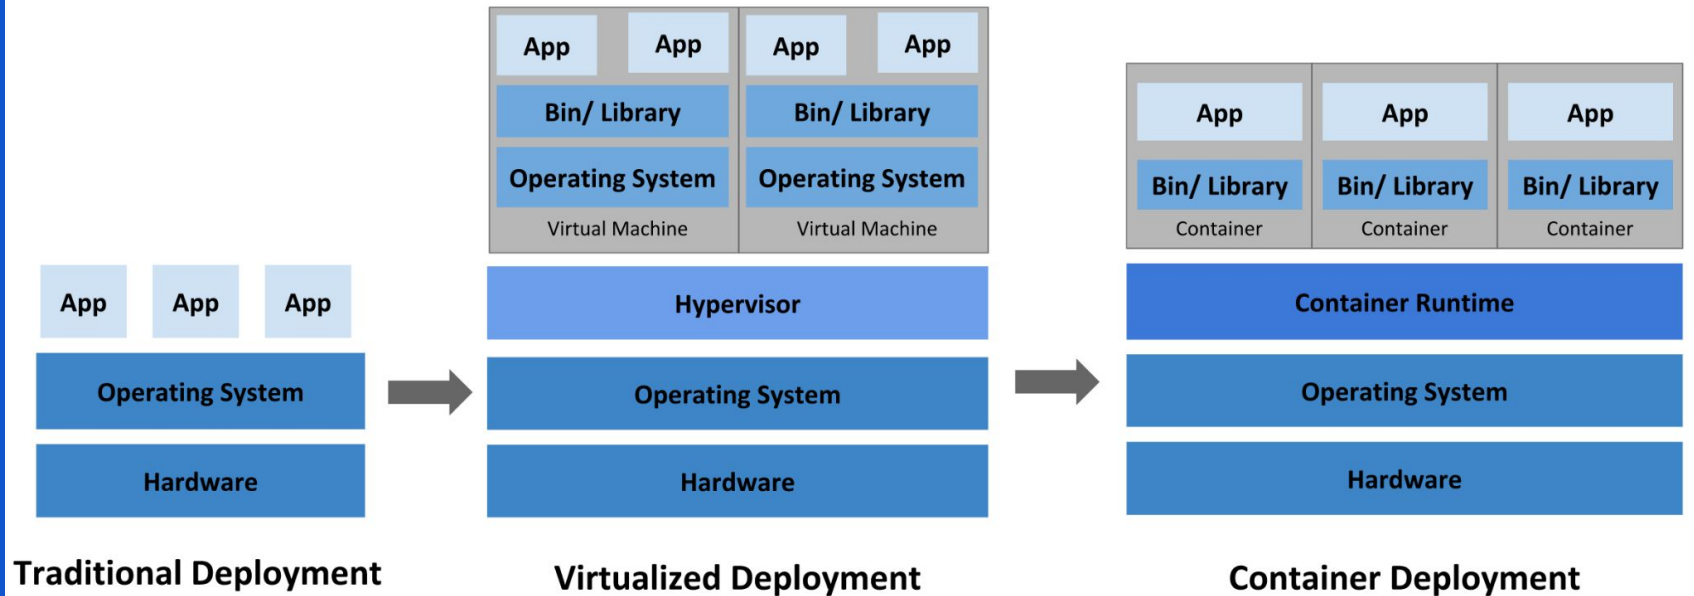 App
App
App
Operating System
Hardware
Traditional Deployment
App
App
Bin/ Library
Operating System
Virtual Machine
App
App
Bin/ Library
Operating System
Virtual Machine
Hypervisor
Operating System
Hardware
Virtualized Deployment
App
Bin/ Library
Container
App
Bin/ Library
Container
App
Bin/ Library
Container
Container Runtime
Operating System
Hardware
Container Deployment